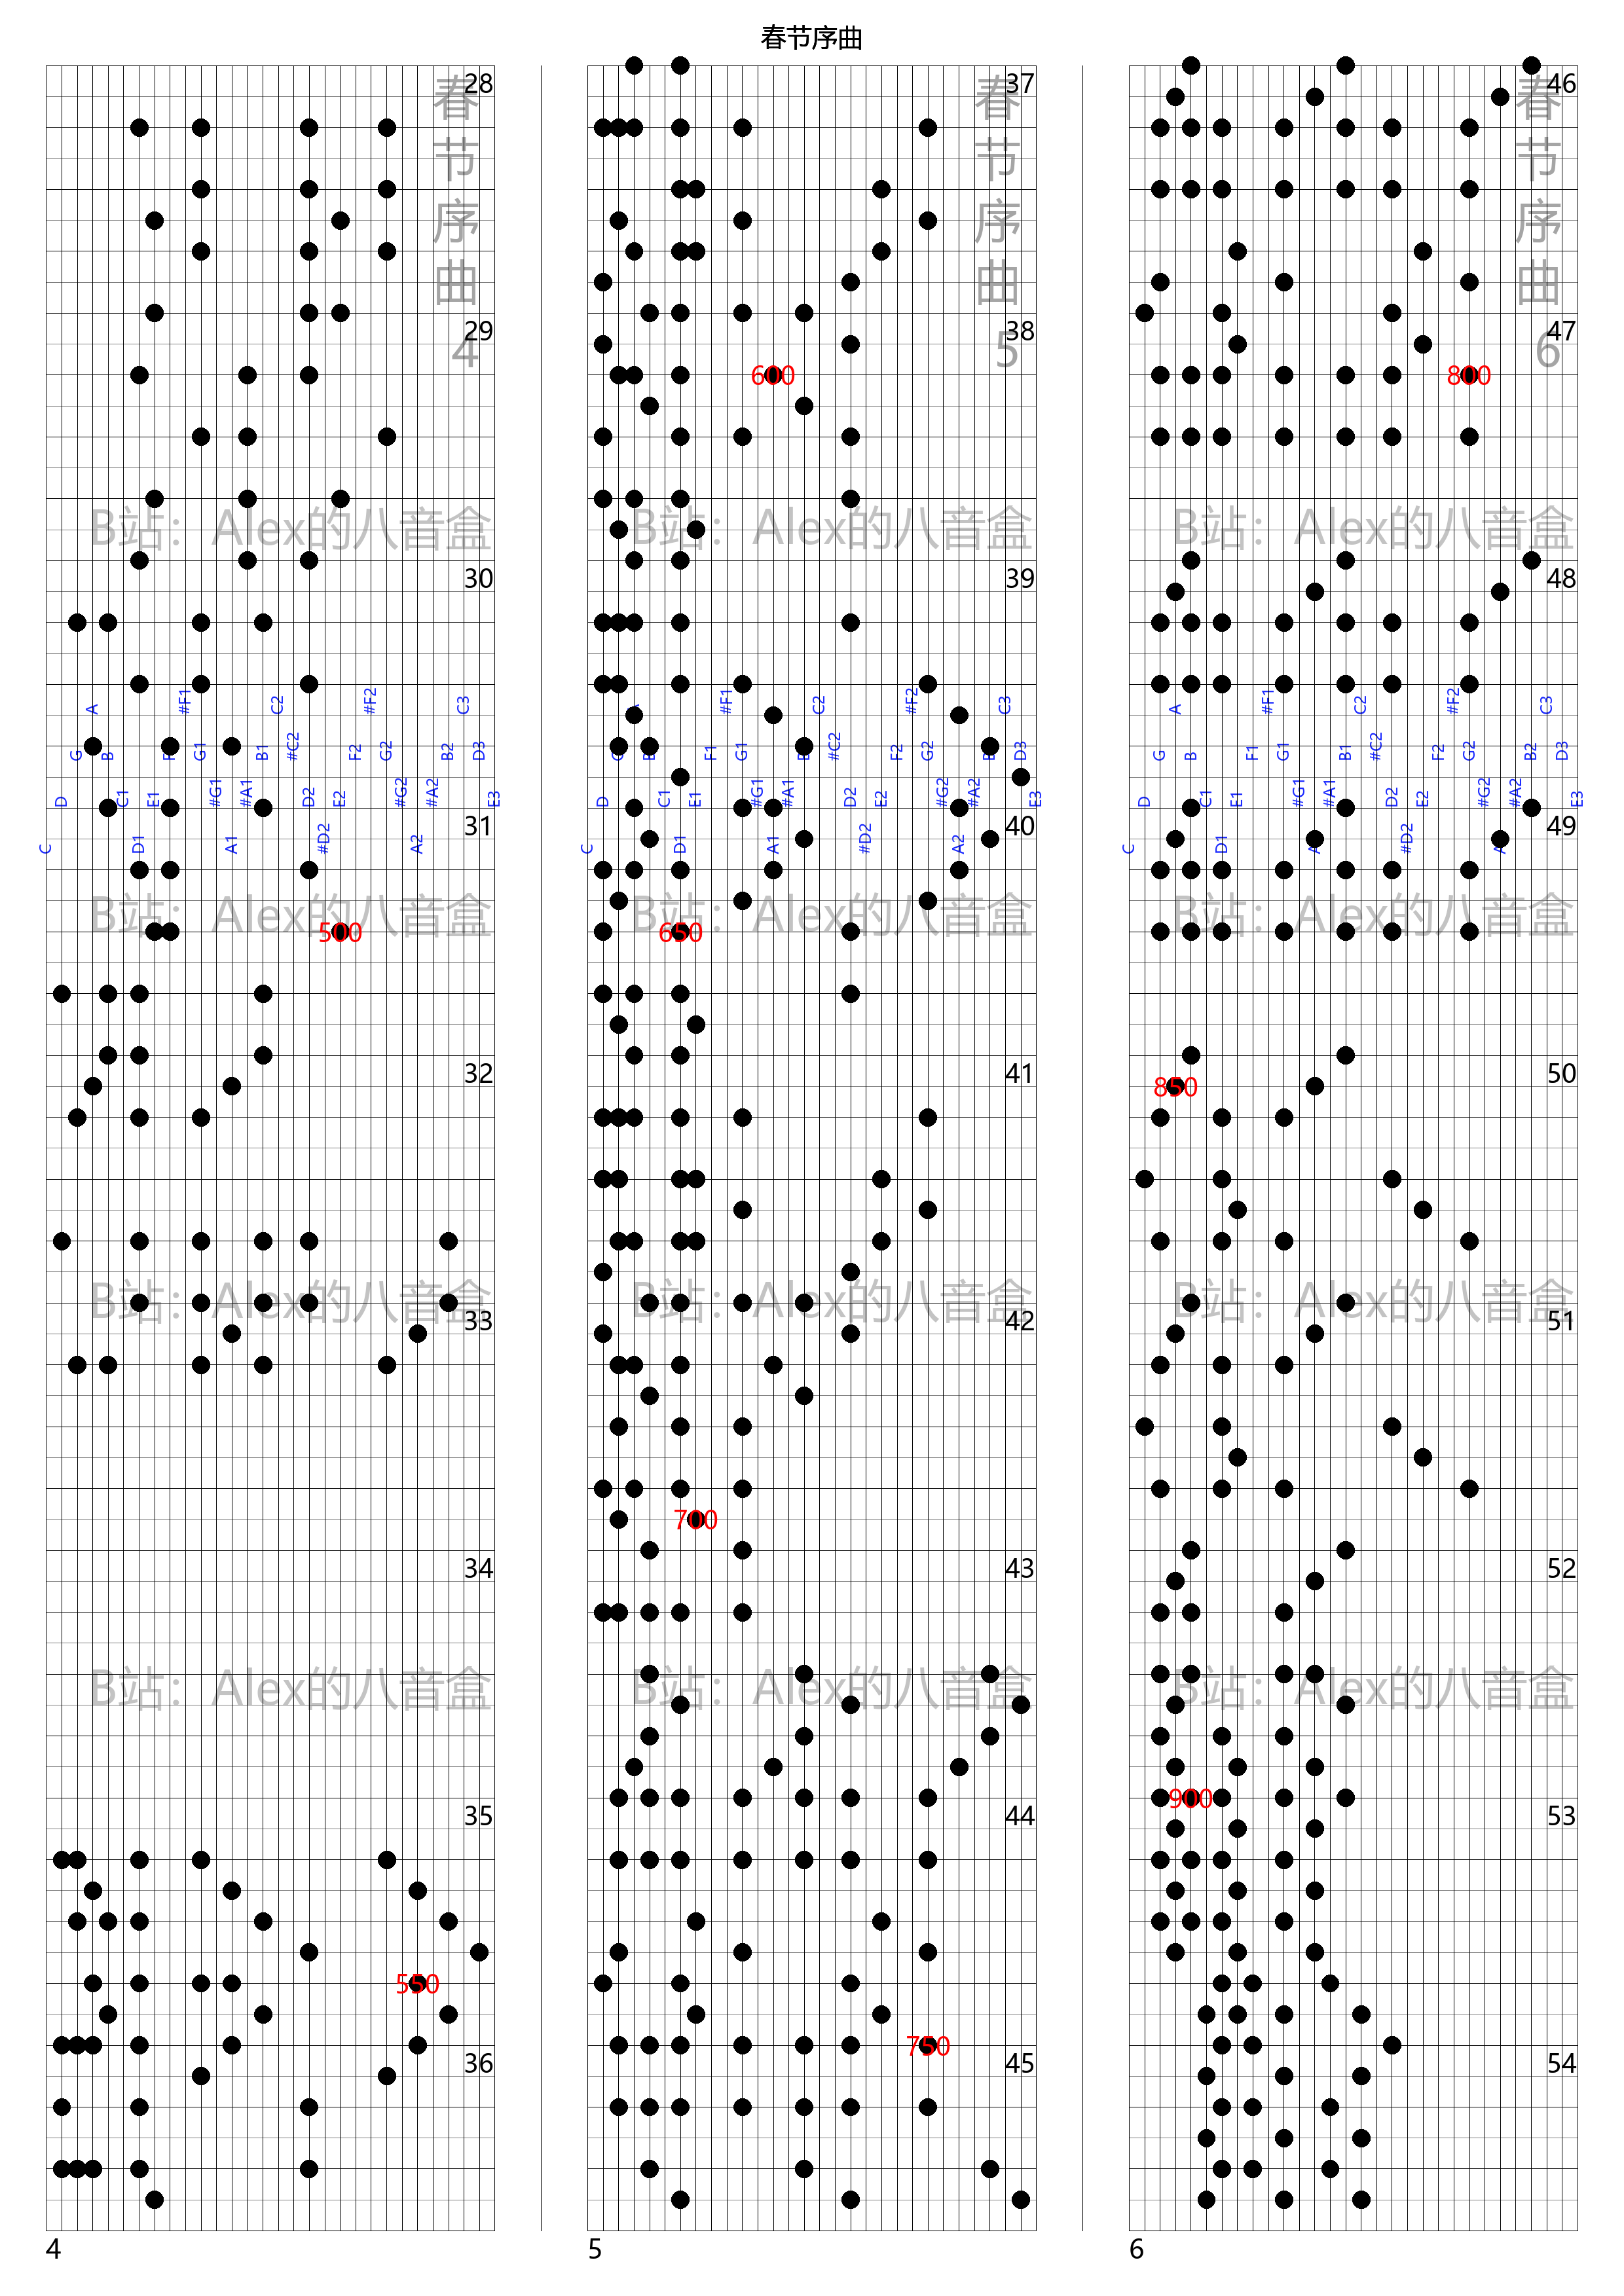 春节序曲
28
春节序曲4
29
B站：Alex的八音盒
30
C
D
G
A
B
C1
D1
E1
F1
#F1
G1
#G1
A1
#A1
B1
C2
#C2
D2
#D2
E2
F2
#F2
G2
#G2
A2
#A2
B2
C3
D3
E3
31
B站：Alex的八音盒
500
32
B站：Alex的八音盒
33
34
B站：Alex的八音盒
35
550
36
4
37
春节序曲5
38
600
B站：Alex的八音盒
39
C
D
G
A
B
C1
D1
E1
F1
#F1
G1
#G1
A1
#A1
B1
C2
#C2
D2
#D2
E2
F2
#F2
G2
#G2
A2
#A2
B2
C3
D3
E3
40
B站：Alex的八音盒
650
41
B站：Alex的八音盒
42
700
43
B站：Alex的八音盒
44
750
45
5
46
春节序曲6
47
800
B站：Alex的八音盒
48
C
D
G
A
B
C1
D1
E1
F1
#F1
G1
#G1
A1
#A1
B1
C2
#C2
D2
#D2
E2
F2
#F2
G2
#G2
A2
#A2
B2
C3
D3
E3
49
B站：Alex的八音盒
50
850
B站：Alex的八音盒
51
52
B站：Alex的八音盒
900
53
54
6